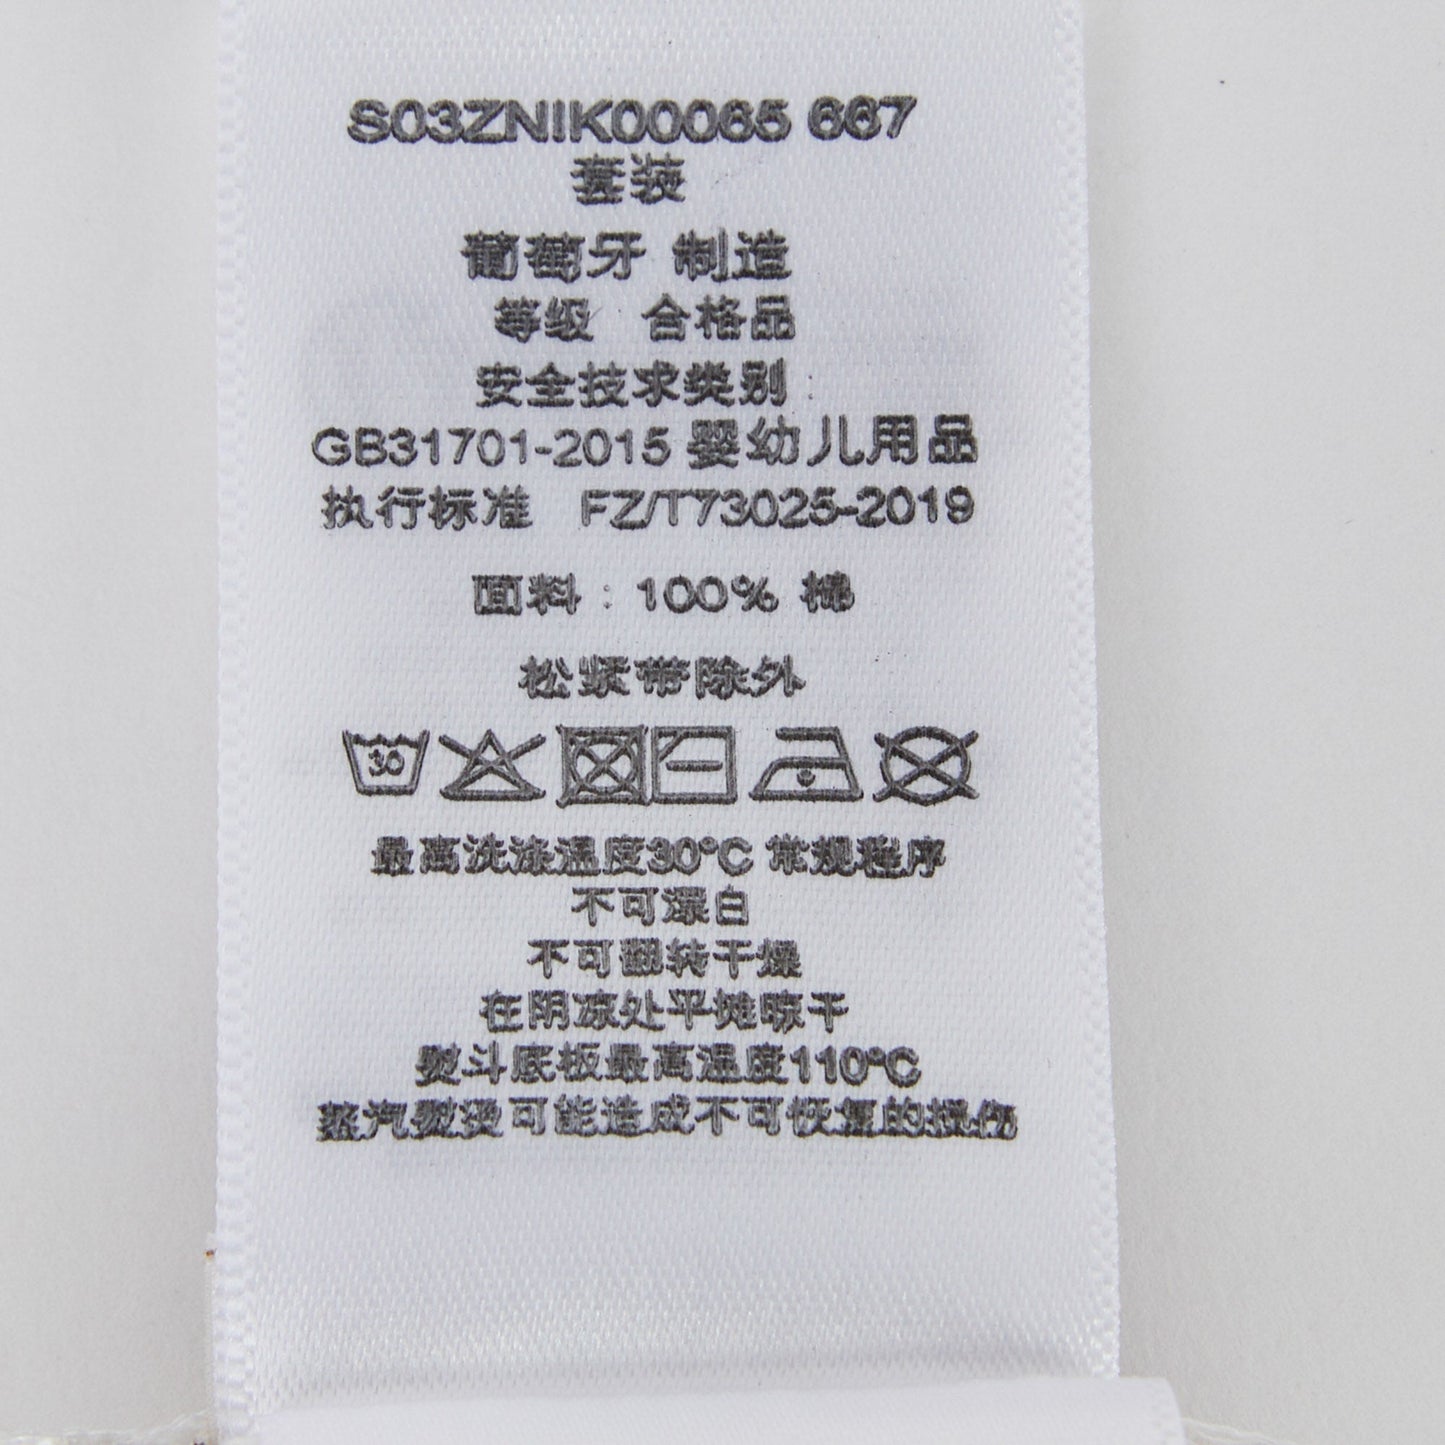 S03ZNIK00065 667
套装
葡萄牙 制造
等级 合格品
安全技术类别:
GB31701-2015 婴幼儿用品
执行标准 FZ/T73025-2019
面料: 100% 棉
松紧带除外
30
最高洗涤温度30°C 常规程序
不可漂白
不可翻转干燥
在阴凉处平摊晾干
熨斗底板最高温度110°C
蒸汽熨烫可能造成不可恢复的损伤